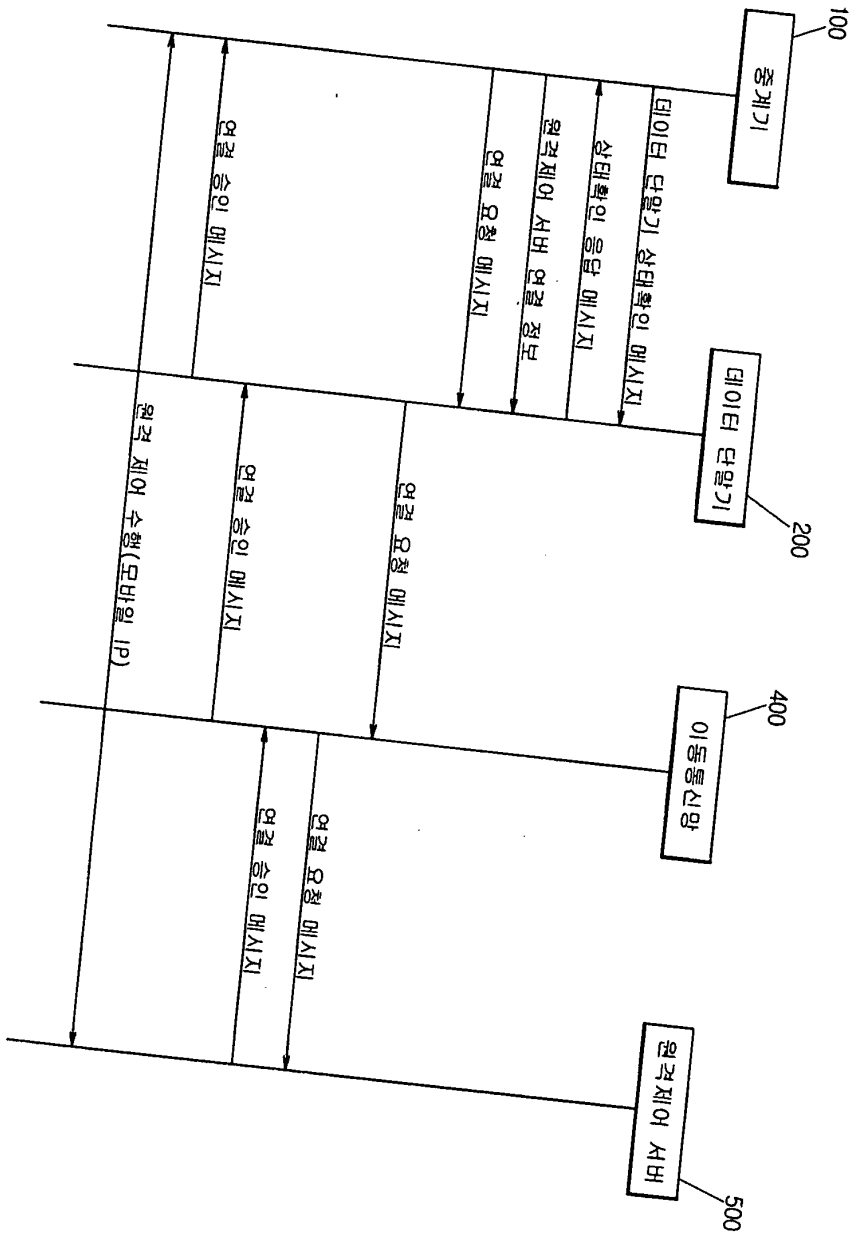 100
중계기
200
데이터 단말기
400
이동통신망
500
원격제어 서버
데이터 단말기 상태확인 메시지
상태확인 응답 메시지
원격제어 서버 연결 정보
연결 요청 메시지
연결 요청 메시지
연결 요청 메시지
연결 승인 메시지
연결 승인 메시지
연결 승인 메시지
원격 제어 수행(모바일 IP)